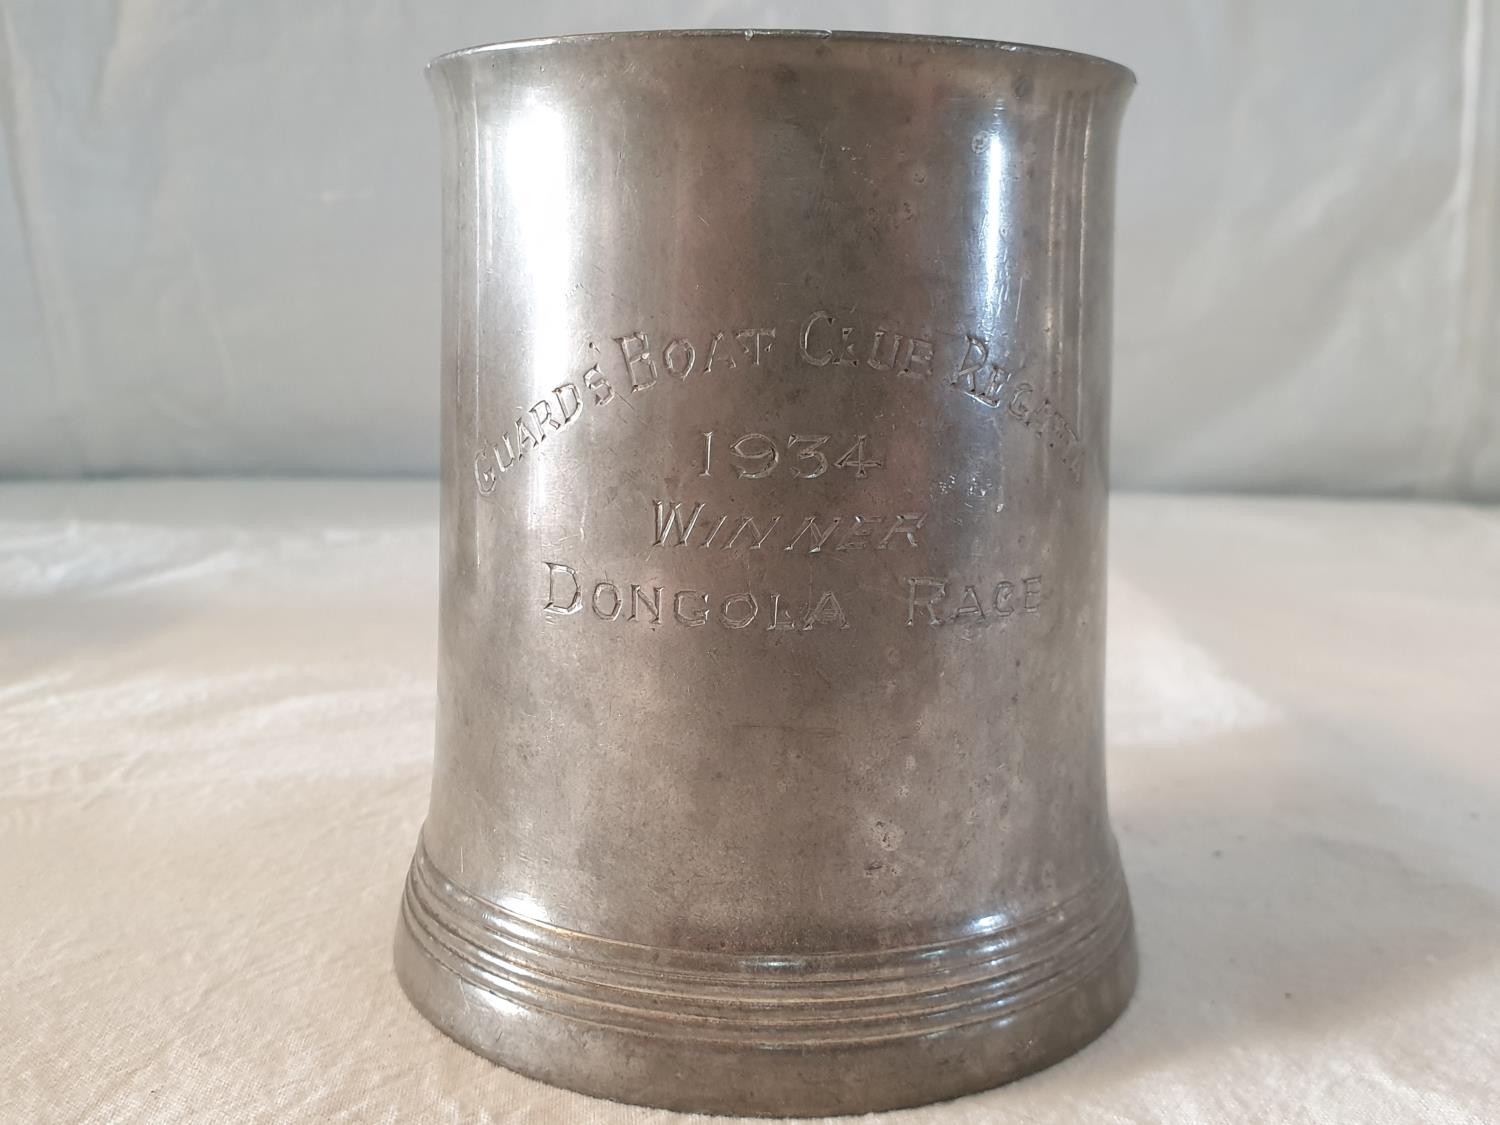 GUARDS' BOAT CLUB REGATTA
1934
WINNER
DONGOLA RACE